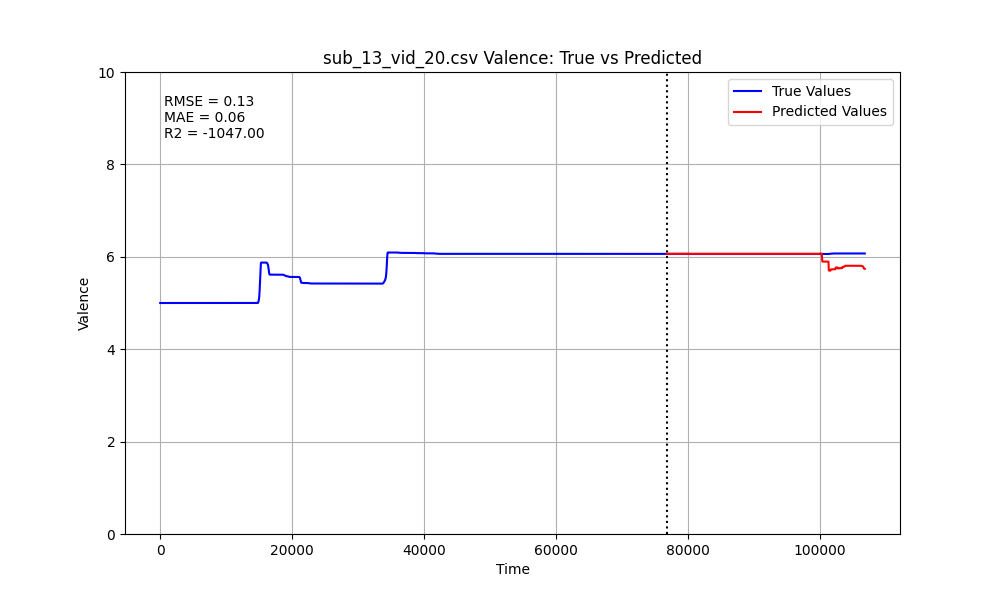 sub_13_vid_20.csv Valence: True vs Predicted
RMSE = 0.13
MAE = 0.06
R2 = -1047.00
True Values
Predicted Values
10
8
6
4
2
0
Valence
0 20000 40000 60000 80000 100000
Time